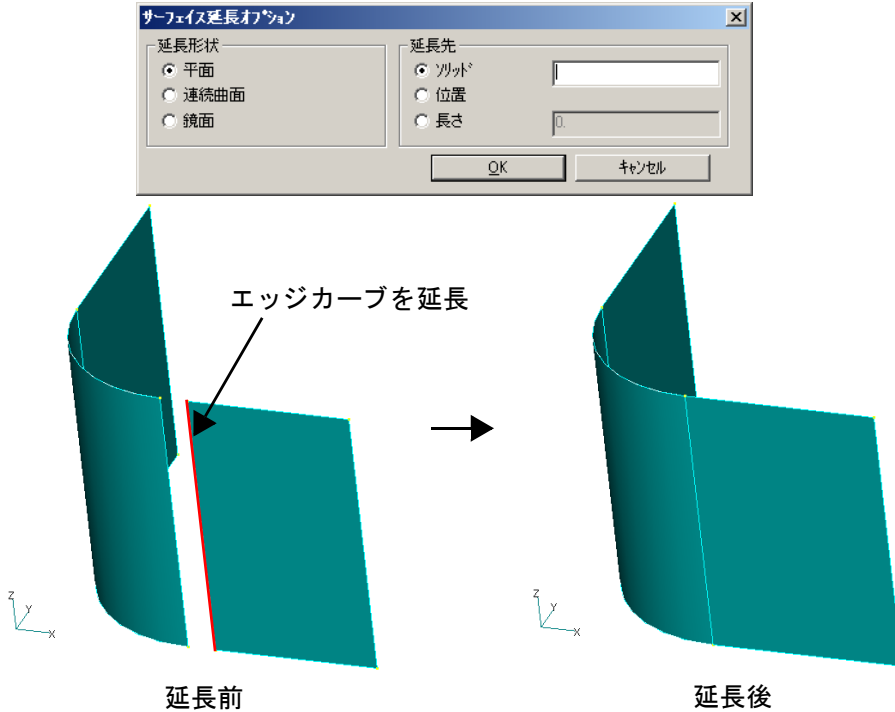 サーフェイス延長オプション
延長形状
平面
連続曲面
鏡面
延長先
ソリッド
位置
長さ
0.
OK
キャンセル
エッジカーブを延長
Z
Y
X
Z
Y
X
延長前
延長後